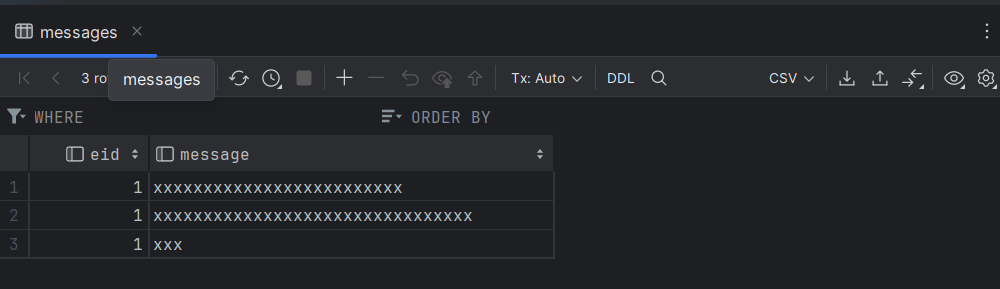 messages
3 ro
messages
Tx: Auto
DDL
CSV
WHERE
ORDER BY
eid message
1 1 xxxxxxxxxxxxxxxxxxxxxxxxx
2 1 xxxxxxxxxxxxxxxxxxxxxxxxxxxxxxxx
3 1 xxx